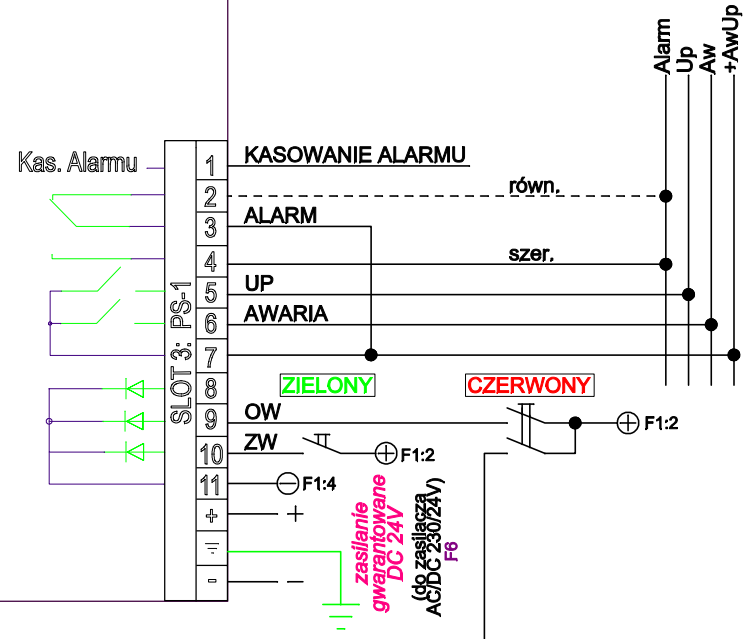 Alarm
Up
Aw
+AwUp
Kas. Alarmu
1
KASOWANIE ALARMU
2
równ.
3
ALARM
4
szer.
5
UP
6
AWARIA
7
SLOT 3: PS-1
8
ZIELONY
CZERWONY
9
OW
F1:2
10
ZW
F1:2
11
F1:4
+
+
-
zasilanie
gwarantowane
DC 24V
(do zasilacza
AC/DC 230/24V)
F6